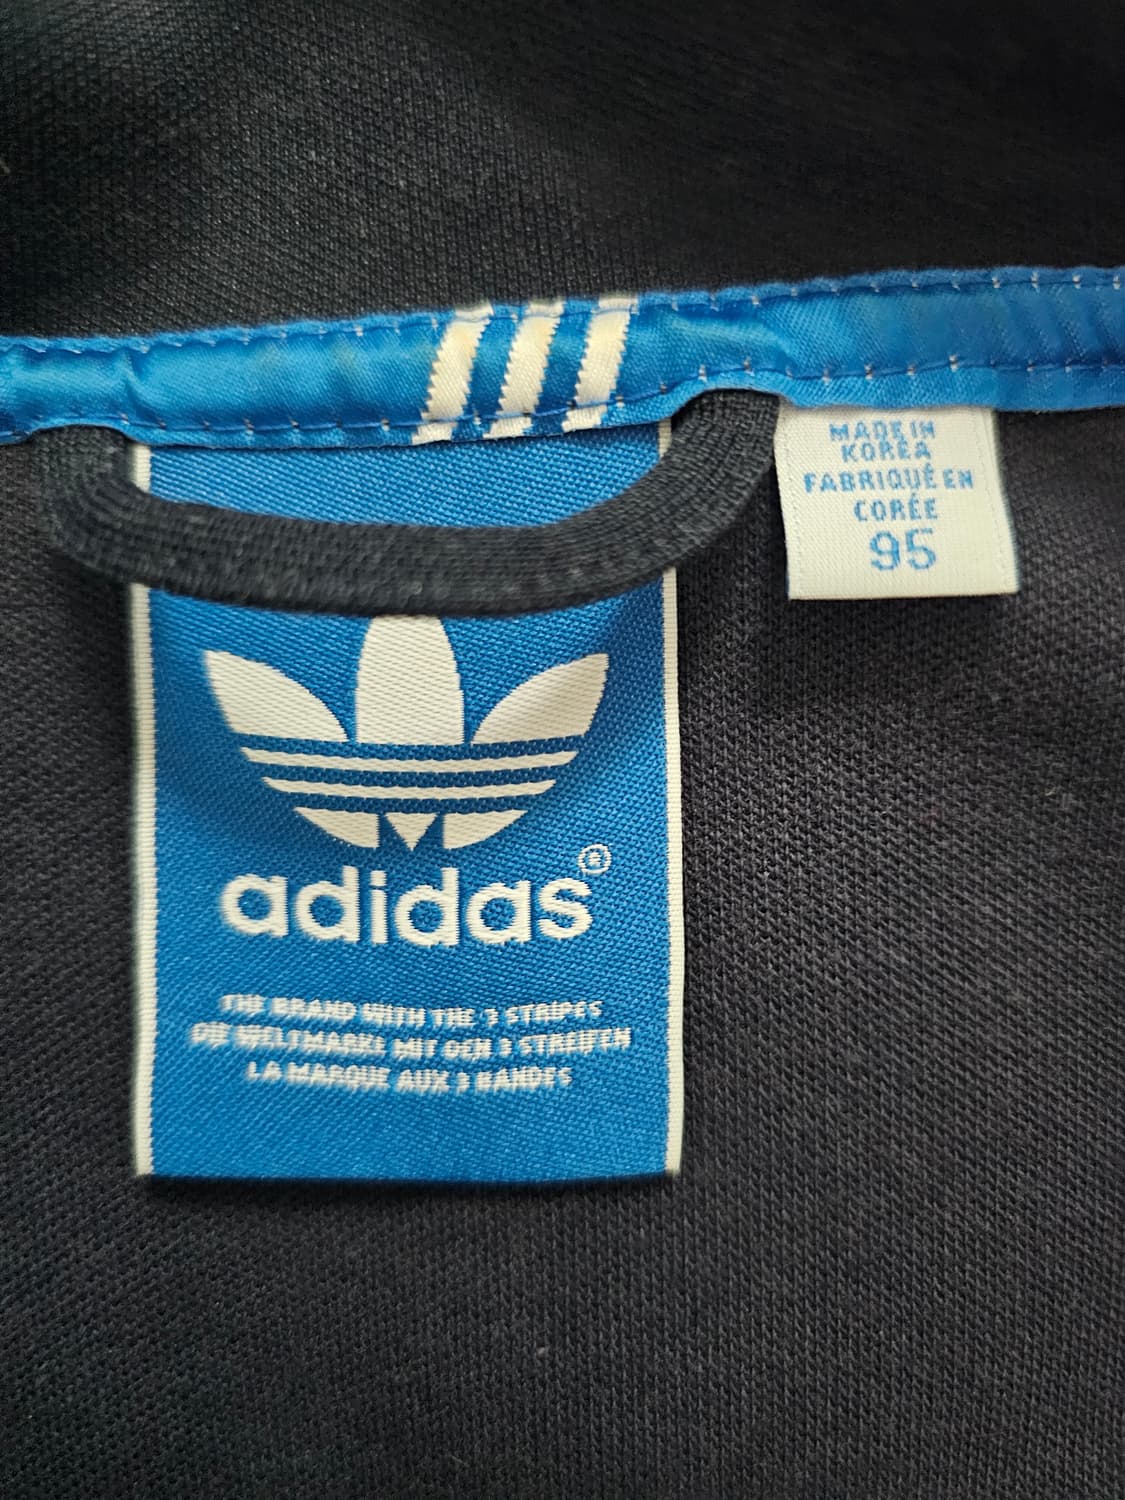 MADE IN
KOREA
FABRIQUÉ EN
CORÉE
95
adidas®
THE BRAND WITH THE 3 STRIPES
DIE WELTMARKE MIT DEN 3 STREIFEN
LA MARQUE AUX 3 BANDES